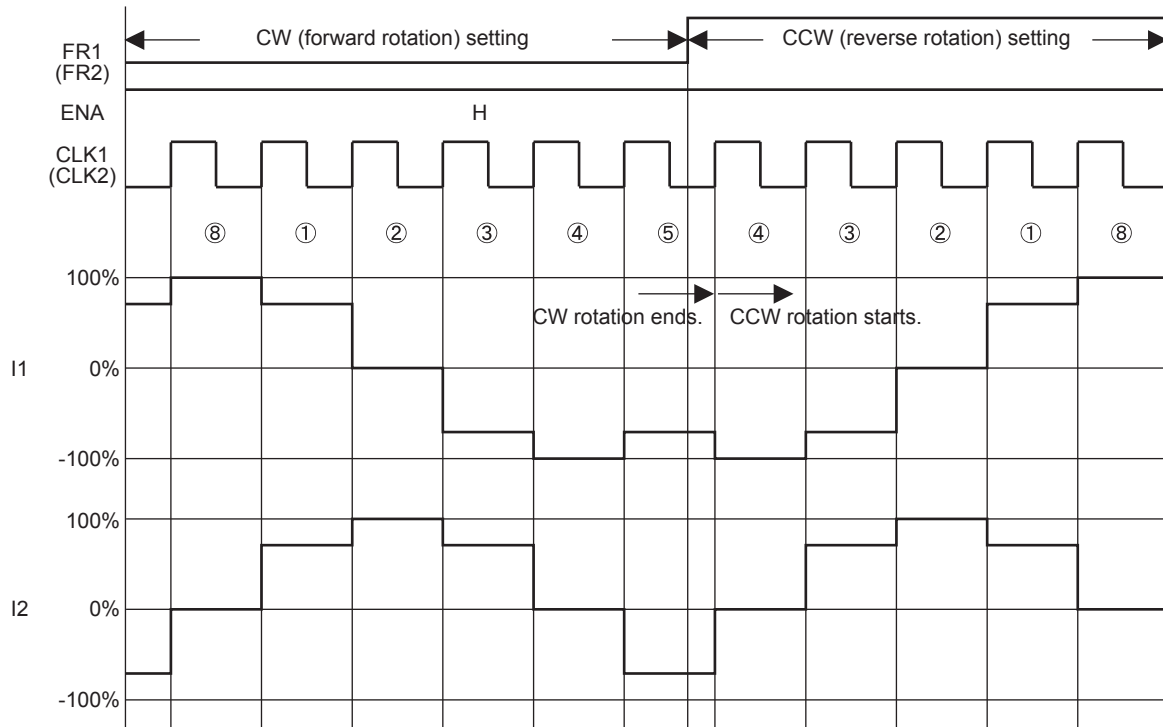 CW (forward rotation) setting
CCW (reverse rotation) setting
FR1
(FR2)
ENA
H
CLK1
(CLK2)
⑧ ① ② ③ ④ ⑤ ④ ③ ② ① ⑧
100%
CW rotation ends.
CCW rotation starts.
I1
0%
-100%
100%
I2
0%
-100%